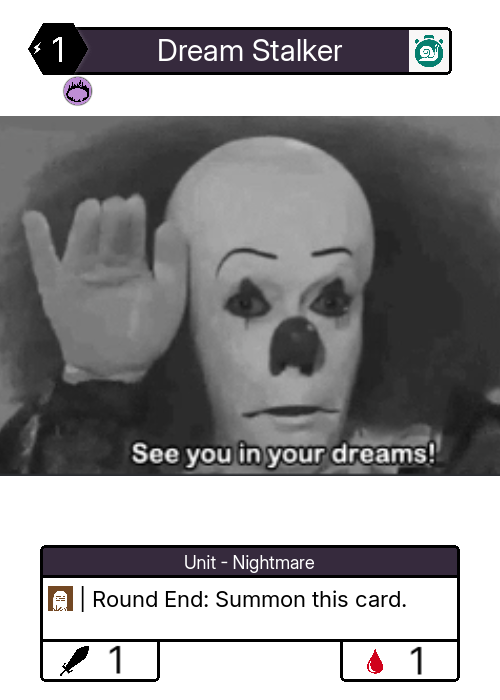 1
Dream Stalker
See you in your dreams!
Unit - Nightmare
| Round End: Summon this card.
1
1